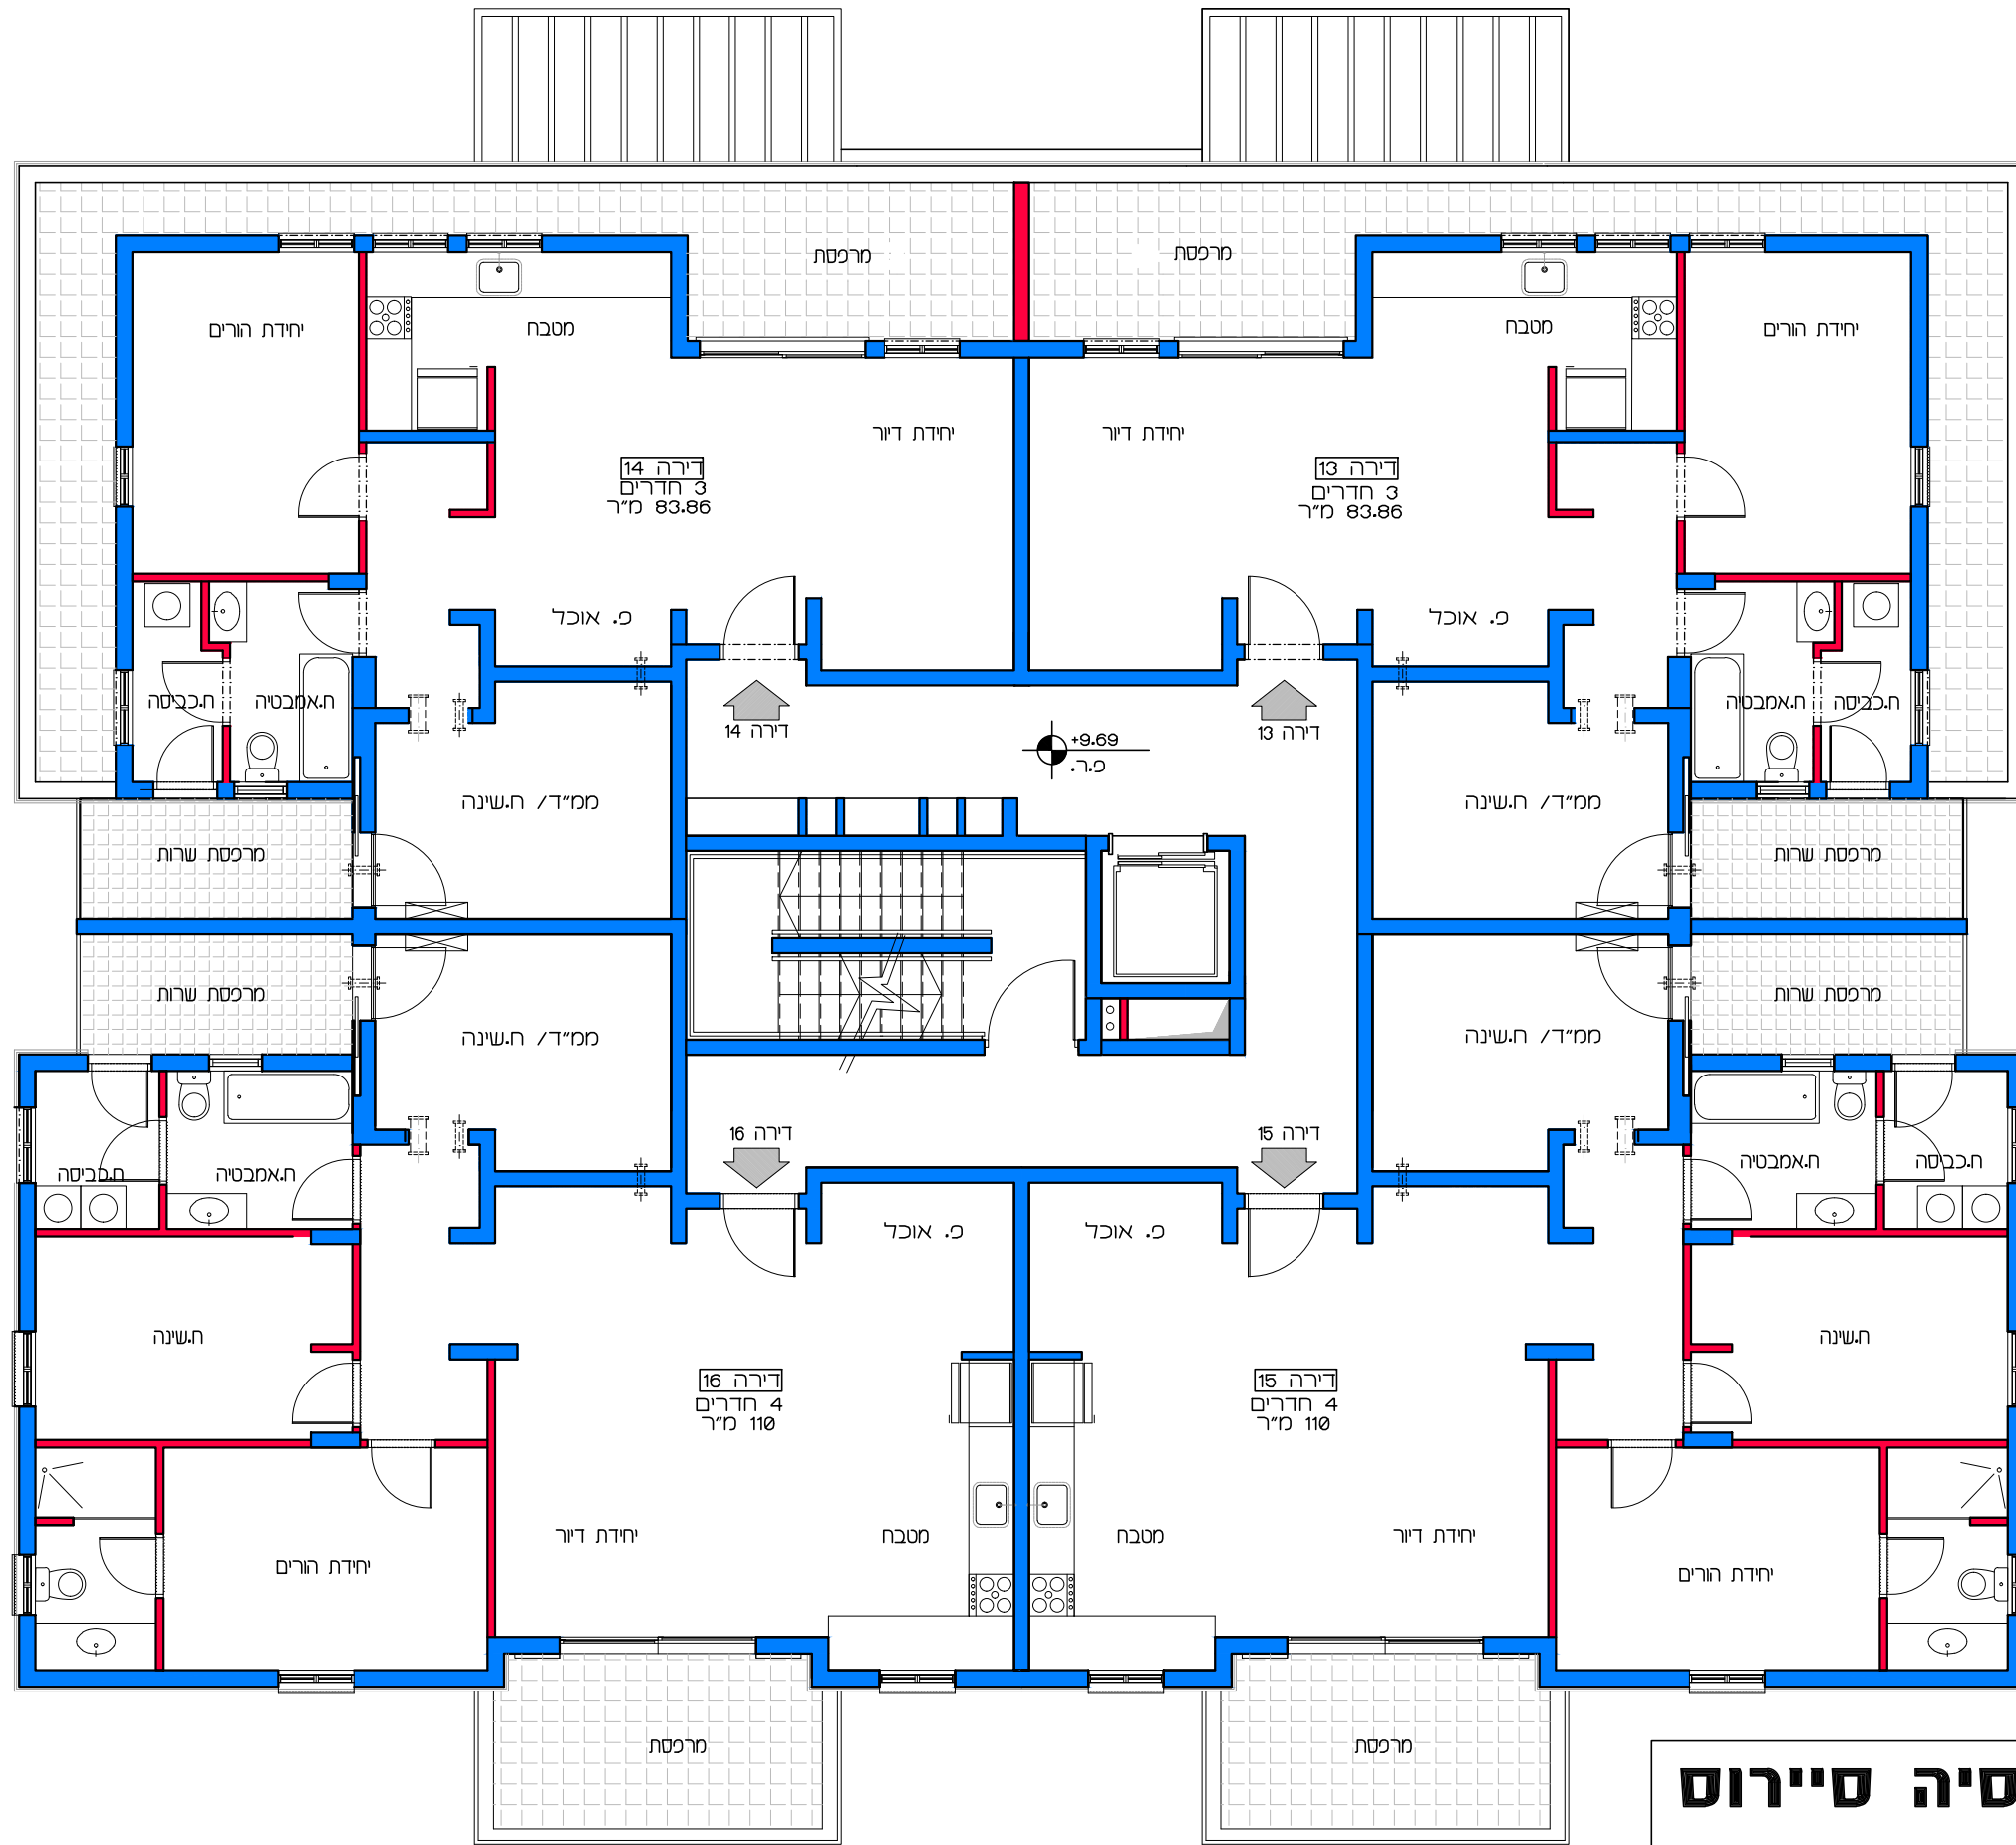 מרפסת
מרפסת
יחידת הורים
מטבח
מטבח
יחידת הורים
יחידת דיור
יחידת דיור
דירה 14
3 חדרים
83.86 מ"ר
דירה 13
3 חדרים
83.86 מ"ר
פ. אוכל
פ. אוכל
ח.כביסה
ח.אמבטיה
ח.אמבטיה
ח.כביסה
דירה 14
דירה 13
+9.69
פ.ר.
ממ"ד/ ח.שינה
ממ"ד/ ח.שינה
מרפסת שרות
מרפסת שרות
מרפסת שרות
מרפסת שרות
ממ"ד/ ח.שינה
ממ"ד/ ח.שינה
דירה 16
דירה 15
ח.כביסה
ח.אמבטיה
ח.אמבטיה
ח.כביסה
פ. אוכל
פ. אוכל
ח.שינה
ח.שינה
דירה 16
4 חדרים
110 מ"ר
דירה 15
4 חדרים
110 מ"ר
יחידת דיור
מטבח
מטבח
יחידת דיור
יחידת הורים
יחידת הורים
מרפסת
מרפסת
סיה סיירוס